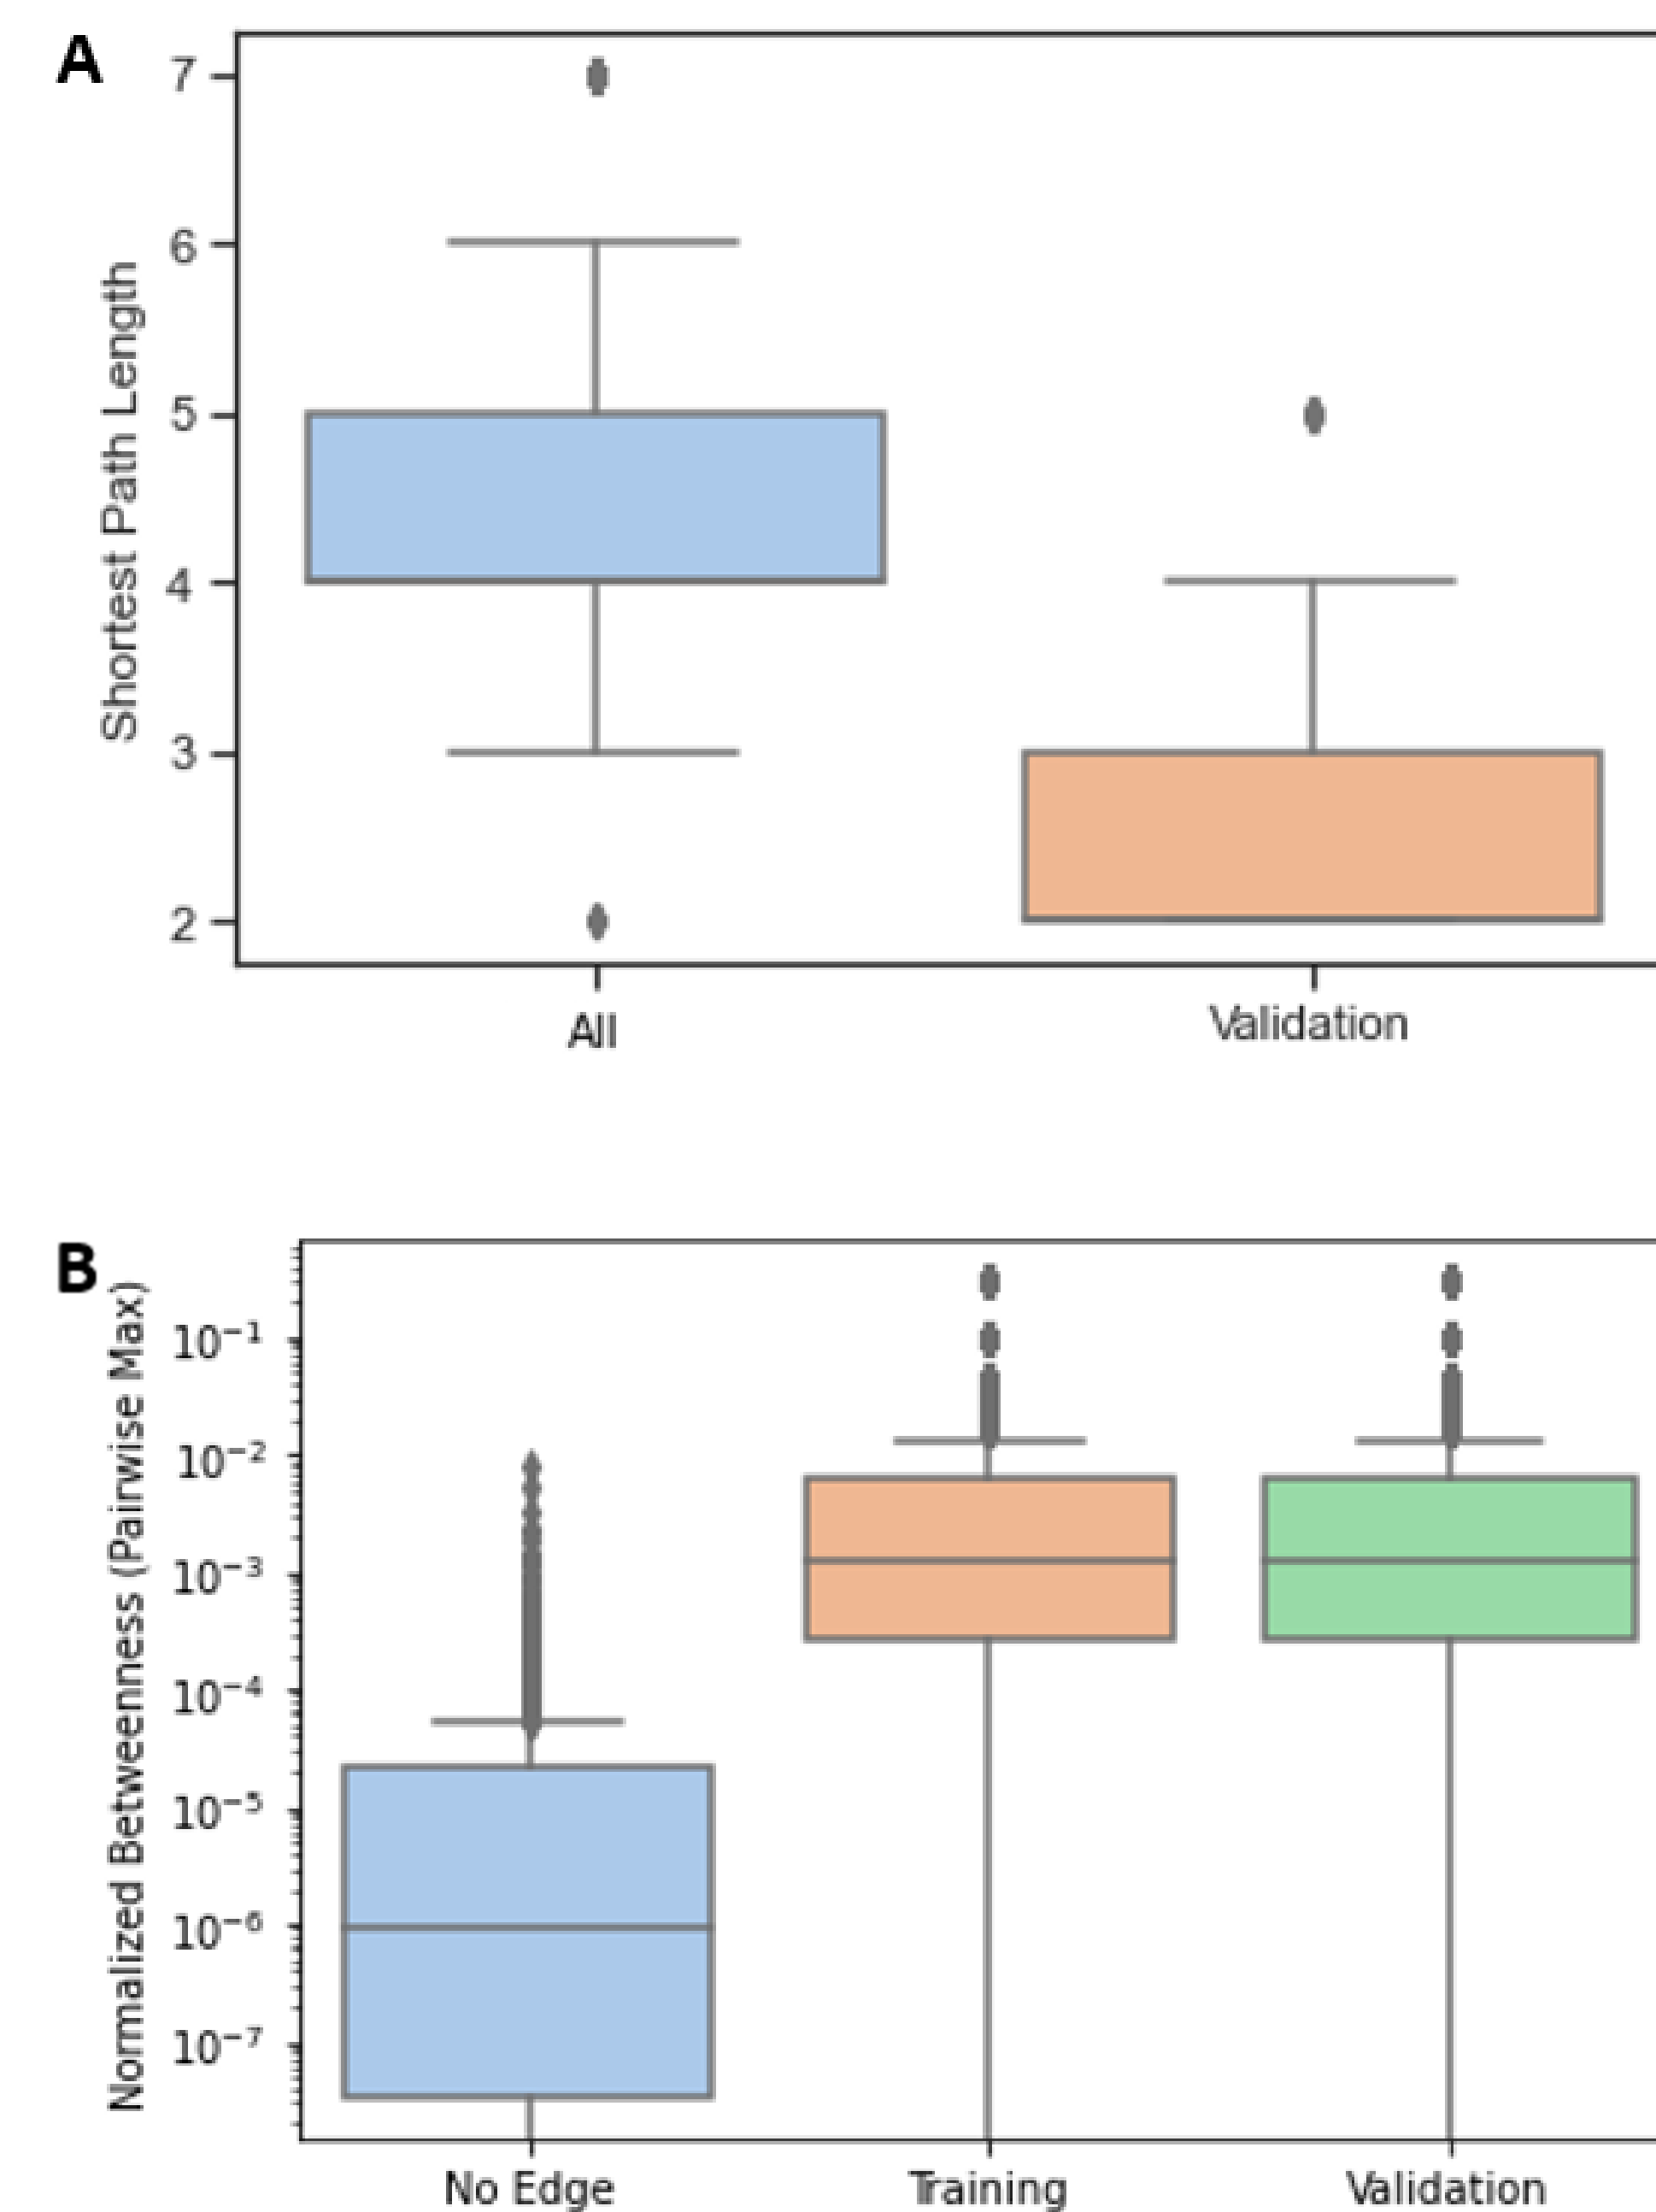 A
7
6
5
4
3
2
Shortest Path Length
All
Validation
B
10⁻¹
10⁻²
10⁻³
10⁻⁴
10⁻⁵
10⁻⁶
10⁻⁷
Normalized Betweenness (Pairwise Max)
No Edge
Training
Validation